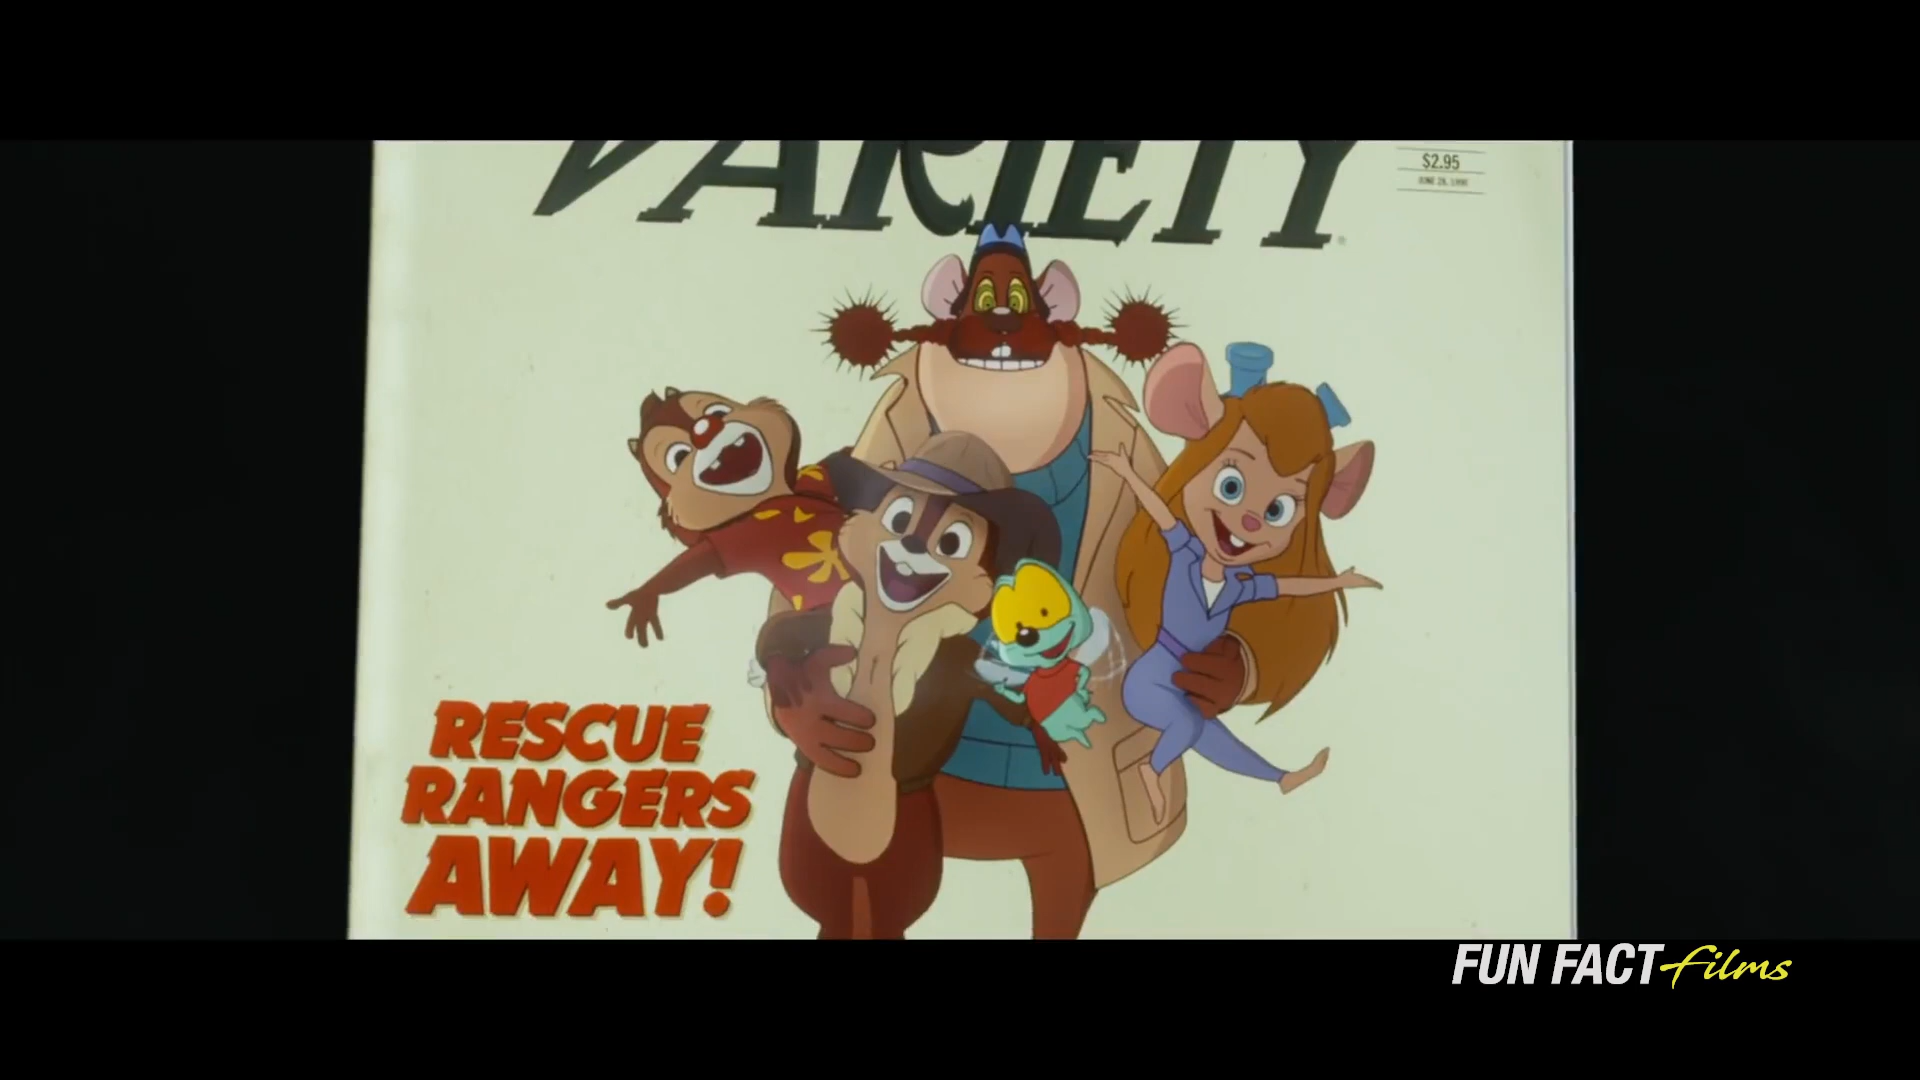 VARIETY
$2.95
RESCUE
RANGERS
AWAY!
FUN FACT films